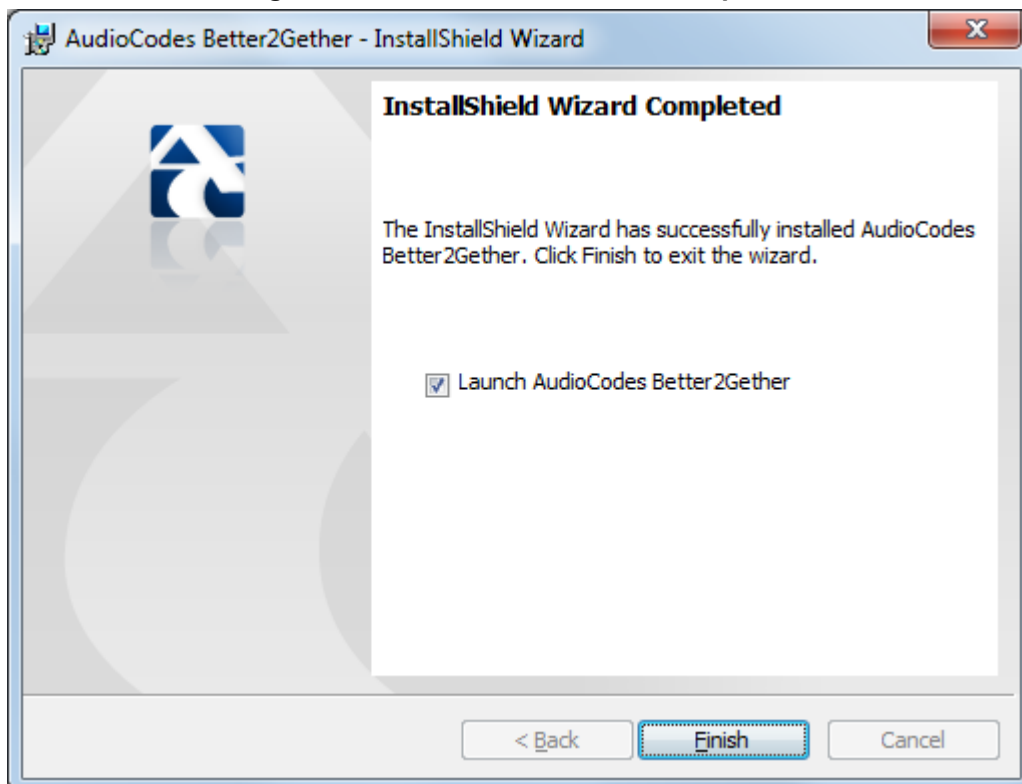 AudioCodes Better2Gether - InstallShield Wizard
InstallShield Wizard Completed
The InstallShield Wizard has successfully installed AudioCodes
Better2Gether. Click Finish to exit the wizard.
Launch AudioCodes Better2Gether
< Back
Finish
Cancel